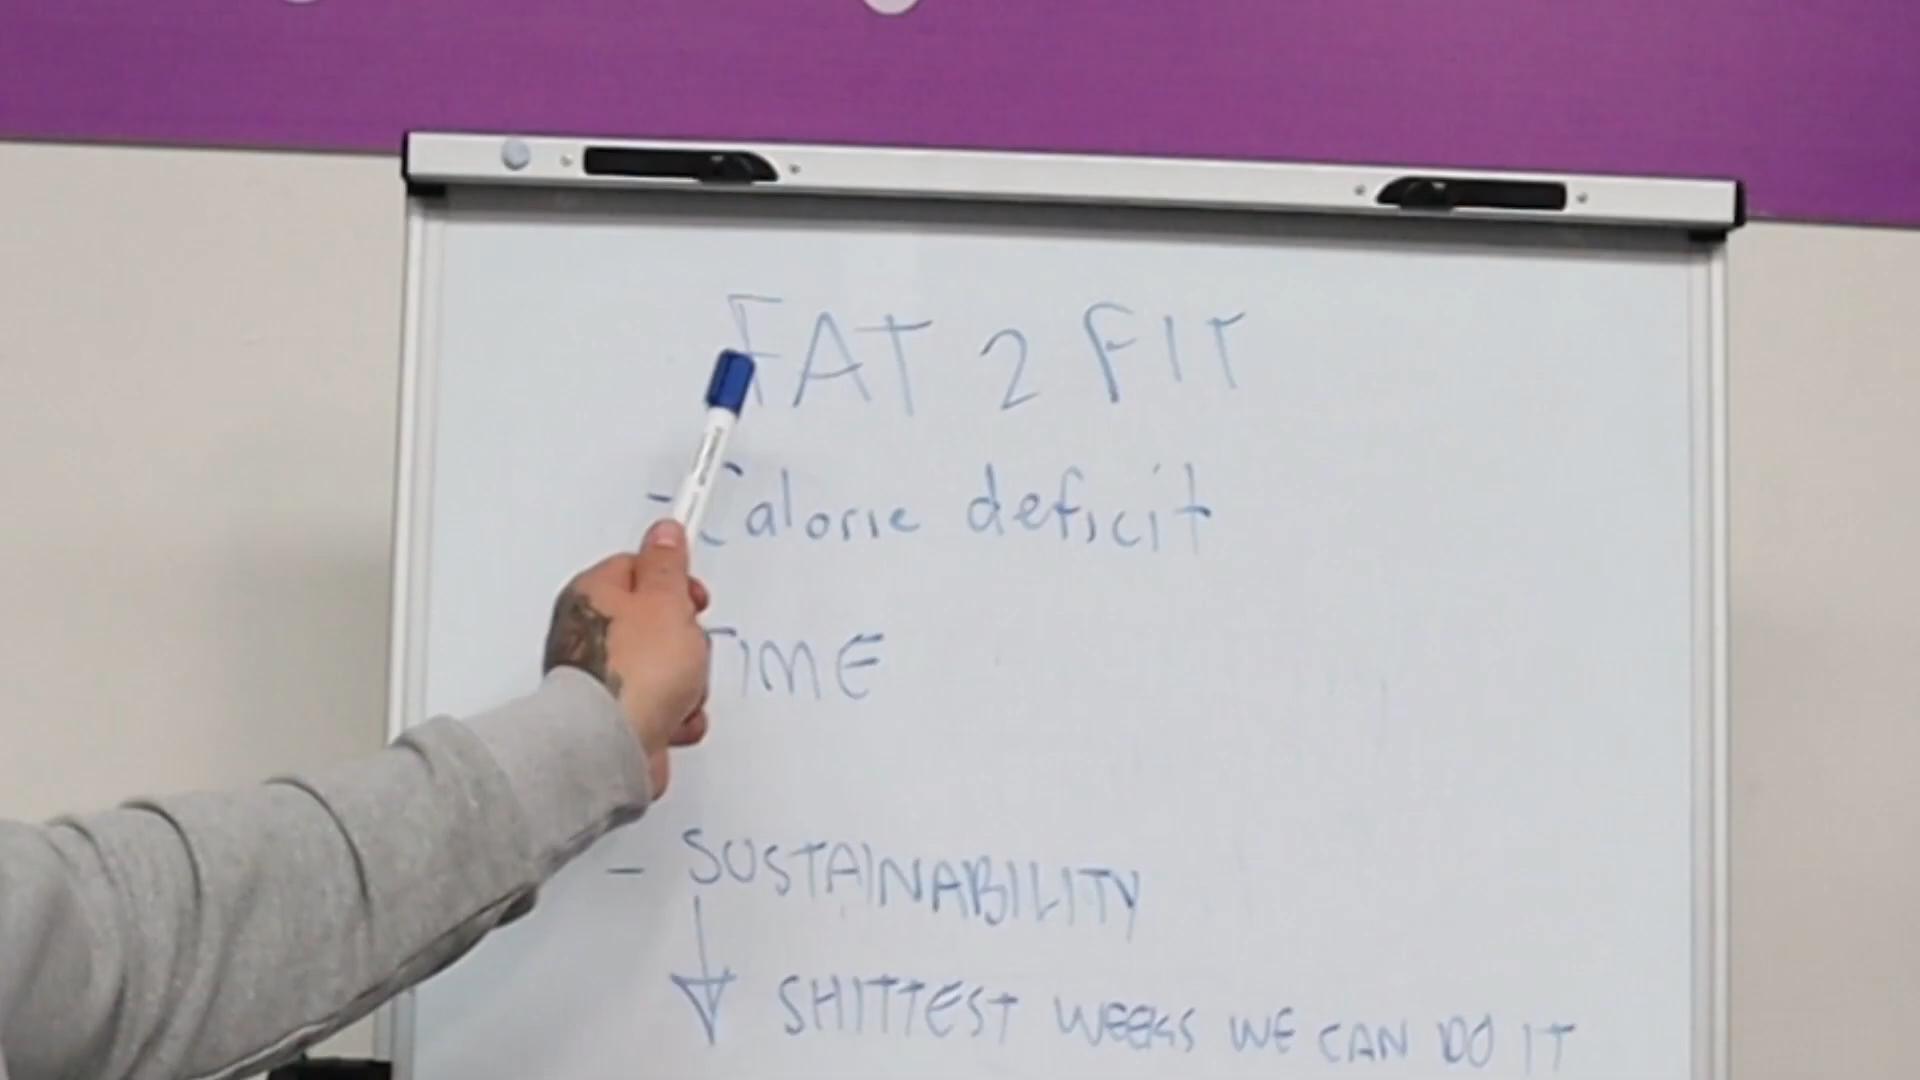 FAT 2 FIT
- Calorie deficit
TIME
- SUSTAINABILITY
SHITTEST WEEKS WE CAN DO IT